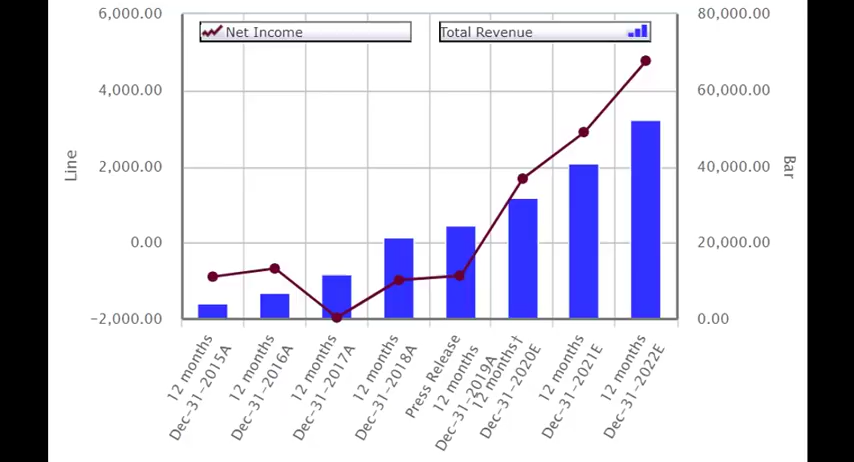 6,000.00
4,000.00
2,000.00
0.00
-2,000.00
Line
Net Income
Total Revenue
80,000.00
60,000.00
40,000.00
20,000.00
0.00
Bar
12 months
Dec-31-2015A
12 months
Dec-31-2016A
12 months
Dec-31-2017A
12 months
Dec-31-2018A
Press Release
12 months
Dec-31-2019A
12 months†
Dec-31-2020E
12 months
Dec-31-2021E
12 months
Dec-31-2022E